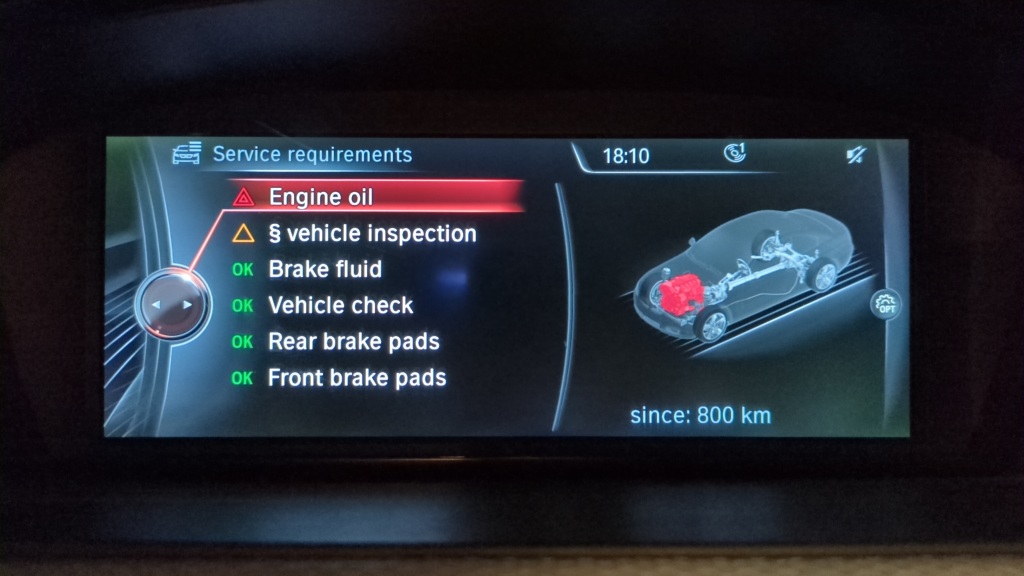 Service requirements
18:10
Engine oil
§ vehicle inspection
OK Brake fluid
OK Vehicle check
OK Rear brake pads
OK Front brake pads
OPT
since: 800 km